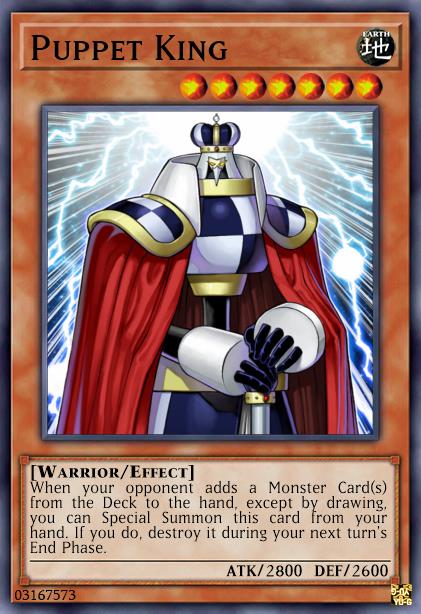 PUPPET KING
EARTH
地
[WARRIOR/EFFECT]
When your opponent adds a Monster Card(s)
from the Deck to the hand, except by drawing,
you can Special Summon this card from your
hand. If you do, destroy it during your next turn's
End Phase.
ATK/2800 DEF/2600
03167573